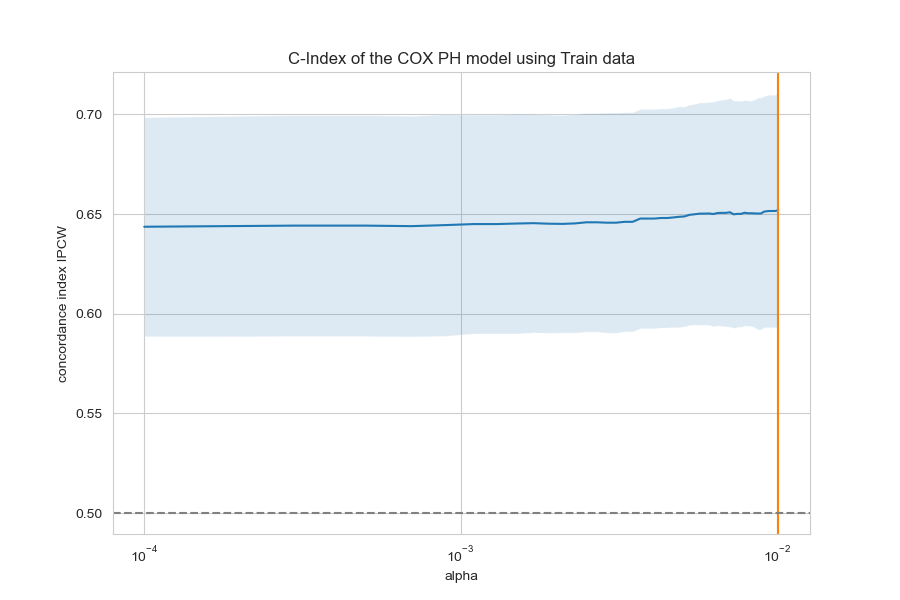 C-Index of the COX PH model using Train data
concordance index IPCW
0.70
0.65
0.60
0.55
0.50
10⁻⁴
10⁻³
10⁻²
alpha